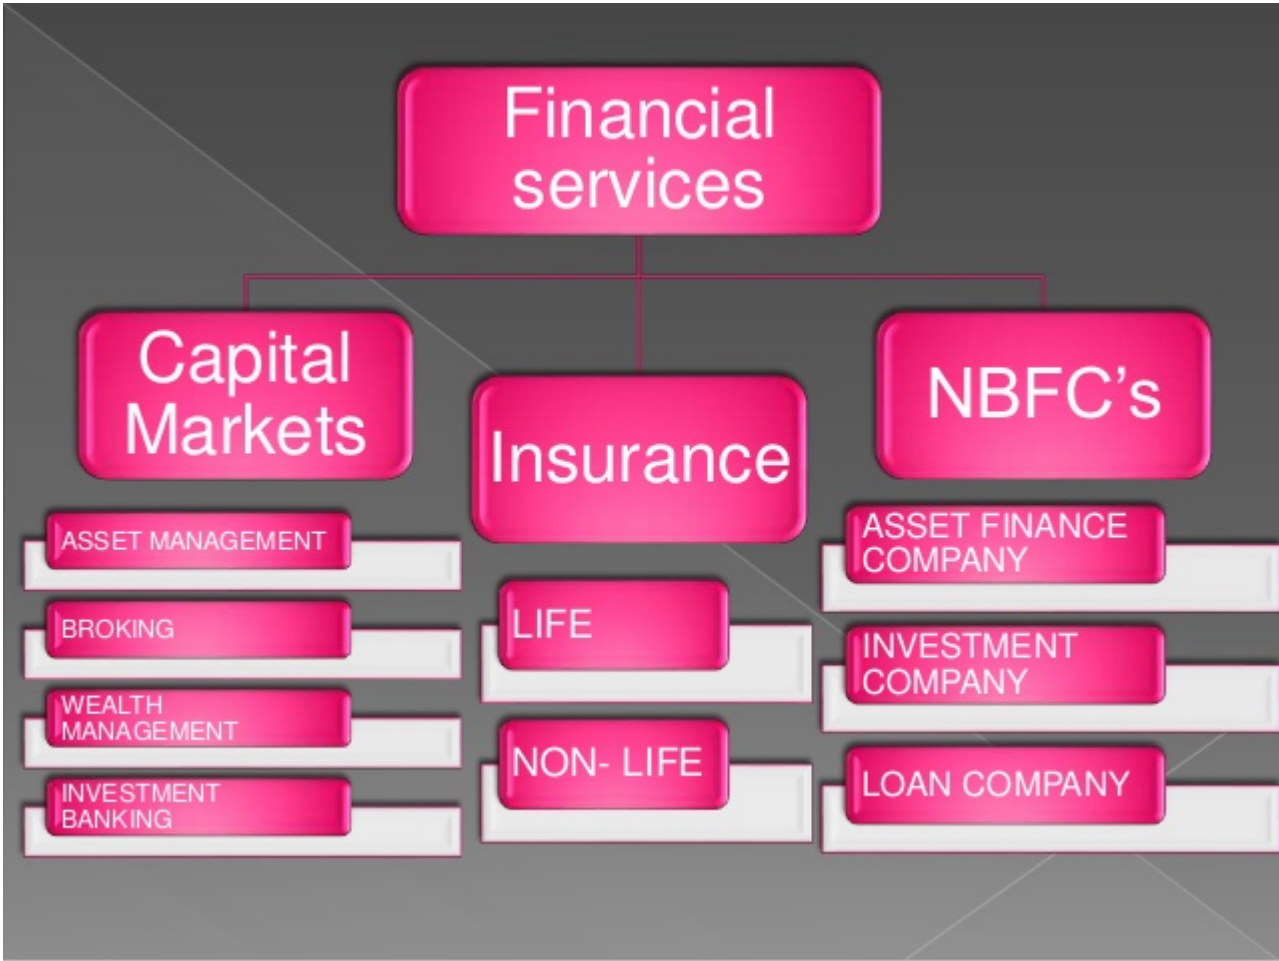 Financial
services
Capital
Markets
Insurance
NBFC’s
ASSET MANAGEMENT
BROKING
WEALTH
MANAGEMENT
INVESTMENT
BANKING
LIFE
NON- LIFE
ASSET FINANCE
COMPANY
INVESTMENT
COMPANY
LOAN COMPANY